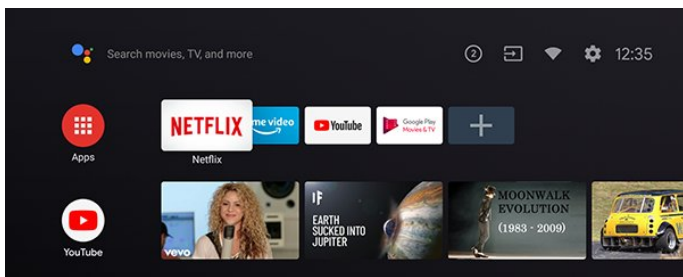 Search movies, TV, and more
2
12:35
Apps
NETFLIX
me video
YouTube
Google Play
Movies & TV
Netflix
YouTube
vevo
IF
EARTH
SUCKED INTO
JUPITER
MOONWALK
EVOLUTION
(1983 - 2009)